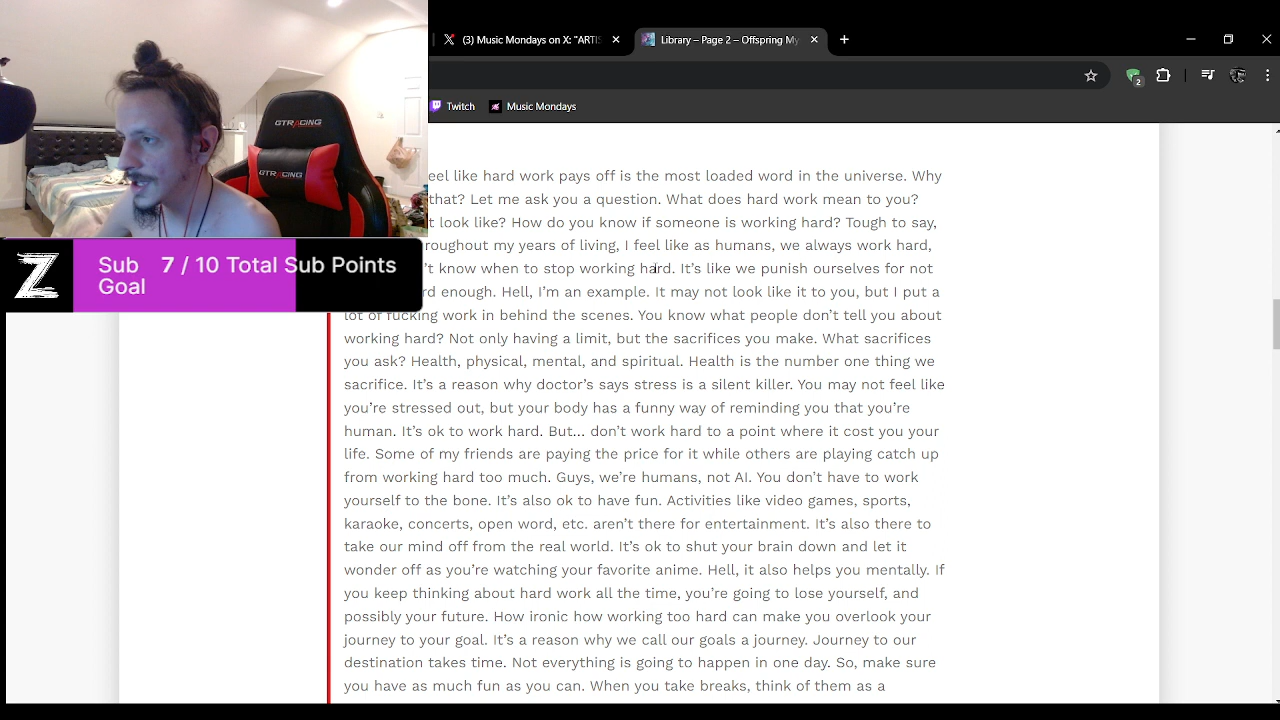 (3) Music Mondays on X: "ARTIS
Library – Page 2 – Offering My
2
Twitch
Music Mondays
GTRACING
GTRACING
Sub Goal
7 / 10 Total Sub Points
eel like hard work pays off is the most loaded word in the universe. Why
that? Let me ask you a question. What does hard work mean to you?
t look like? How do you know if someone is working hard? Tough to say,
roughout my years of living, I feel like as humans, we always work hard,
't know when to stop working hard. It's like we punish ourselves for not
rd enough. Hell, I'm an example. It may not look like it to you, but I put a
lot of fucking work in behind the scenes. You know what people don't tell you about
working hard? Not only having a limit, but the sacrifices you make. What sacrifices
you ask? Health, physical, mental, and spiritual. Health is the number one thing we
sacrifice. It's a reason why doctor's says stress is a silent killer. You may not feel like
you're stressed out, but your body has a funny way of reminding you that you're
human. It's ok to work hard. But... don't work hard to a point where it cost you your
life. Some of my friends are paying the price for it while others are playing catch up
from working hard too much. Guys, we're humans, not AI. You don't have to work
yourself to the bone. It's also ok to have fun. Activities like video games, sports,
karaoke, concerts, open word, etc. aren't there for entertainment. It's also there to
take our mind off from the real world. It's ok to shut your brain down and let it
wonder off as you're watching your favorite anime. Hell, it also helps you mentally. If
you keep thinking about hard work all the time, you're going to lose yourself, and
possibly your future. How ironic how working too hard can make you overlook your
journey to your goal. It's a reason why we call our goals a journey. Journey to our
destination takes time. Not everything is going to happen in one day. So, make sure
you have as much fun as you can. When you take breaks, think of them as a